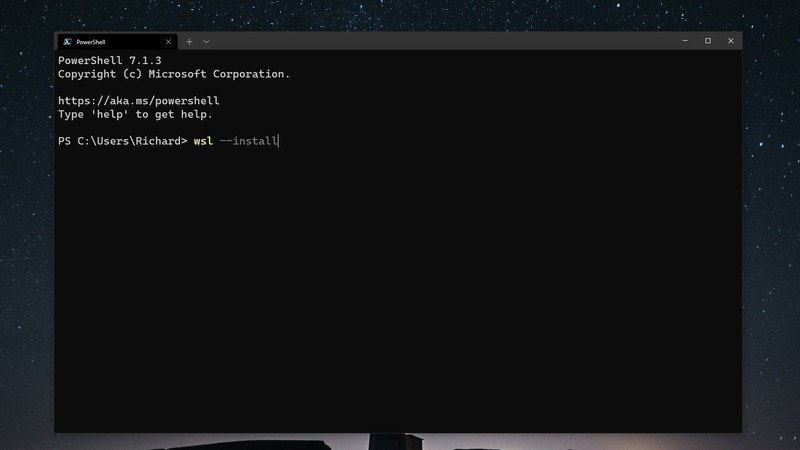 PowerShell
PowerShell 7.1.3
Copyright (c) Microsoft Corporation.
https://aka.ms/powershell
Type 'help' to get help.
PS C:\Users\Richard> wsl --install